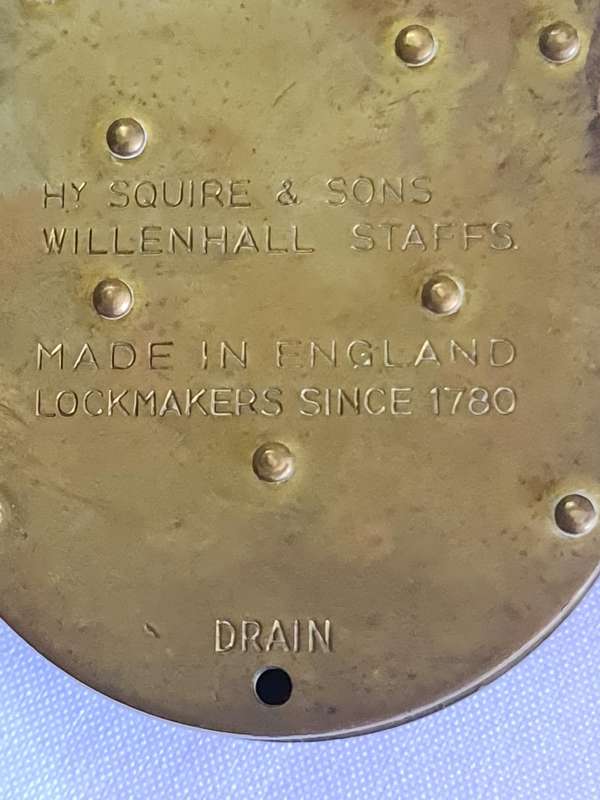 HY SQUIRE & SONS
WILLENHALL STAFFS.
MADE IN ENGLAND
LOCKMAKERS SINCE 1780
DRAIN